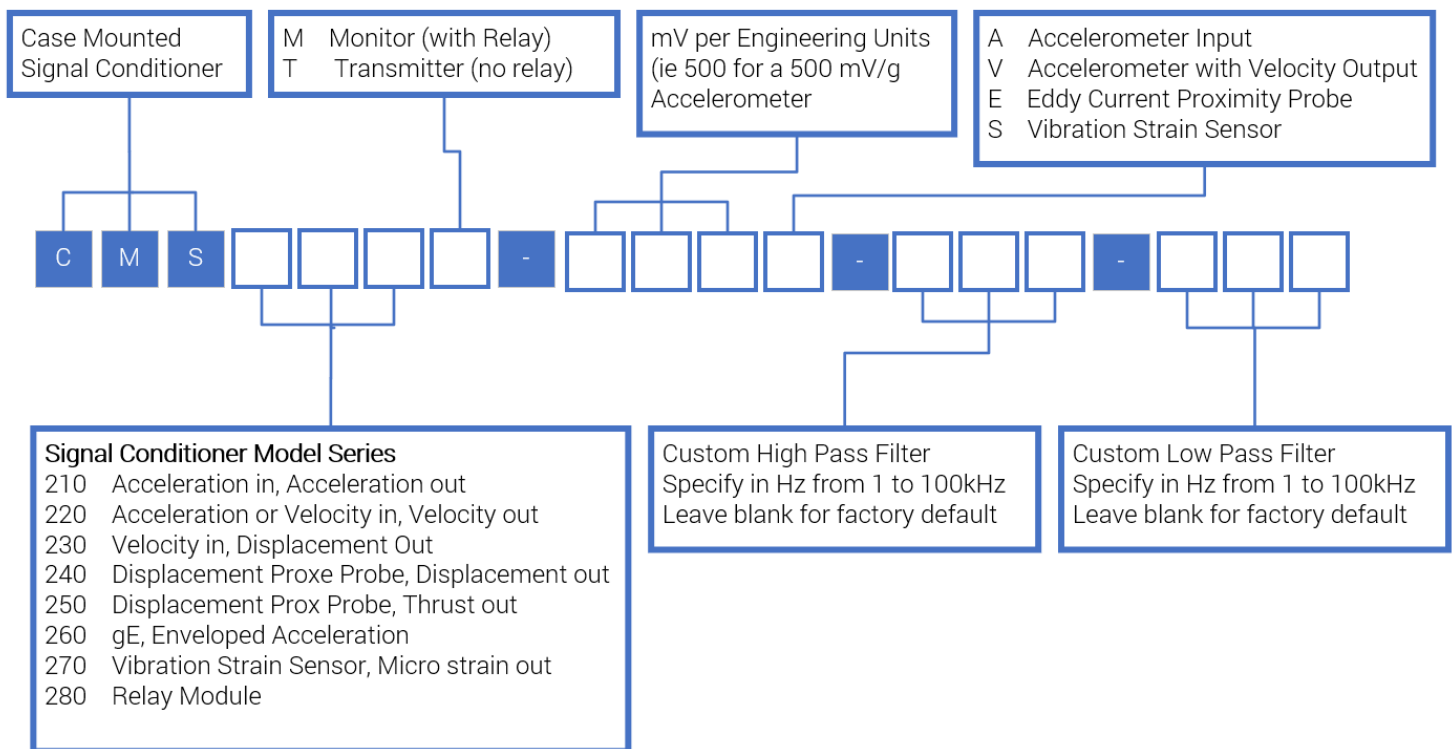 Case Mounted
Signal Conditioner
M Monitor (with Relay)
T Transmitter (no relay)
mV per Engineering Units
(ie 500 for a 500 mV/g
Accelerometer
A Accelerometer Input
V Accelerometer with Velocity Output
E Eddy Current Proximity Probe
S Vibration Strain Sensor
C M S - - -
Signal Conditioner Model Series
210 Acceleration in, Acceleration out
220 Acceleration or Velocity in, Velocity out
230 Velocity in, Displacement Out
240 Displacement Proxe Probe, Displacement out
250 Displacement Prox Probe, Thrust out
260 gE, Enveloped Acceleration
270 Vibration Strain Sensor, Micro strain out
280 Relay Module
Custom High Pass Filter
Specify in Hz from 1 to 100kHz
Leave blank for factory default
Custom Low Pass Filter
Specify in Hz from 1 to 100kHz
Leave blank for factory default